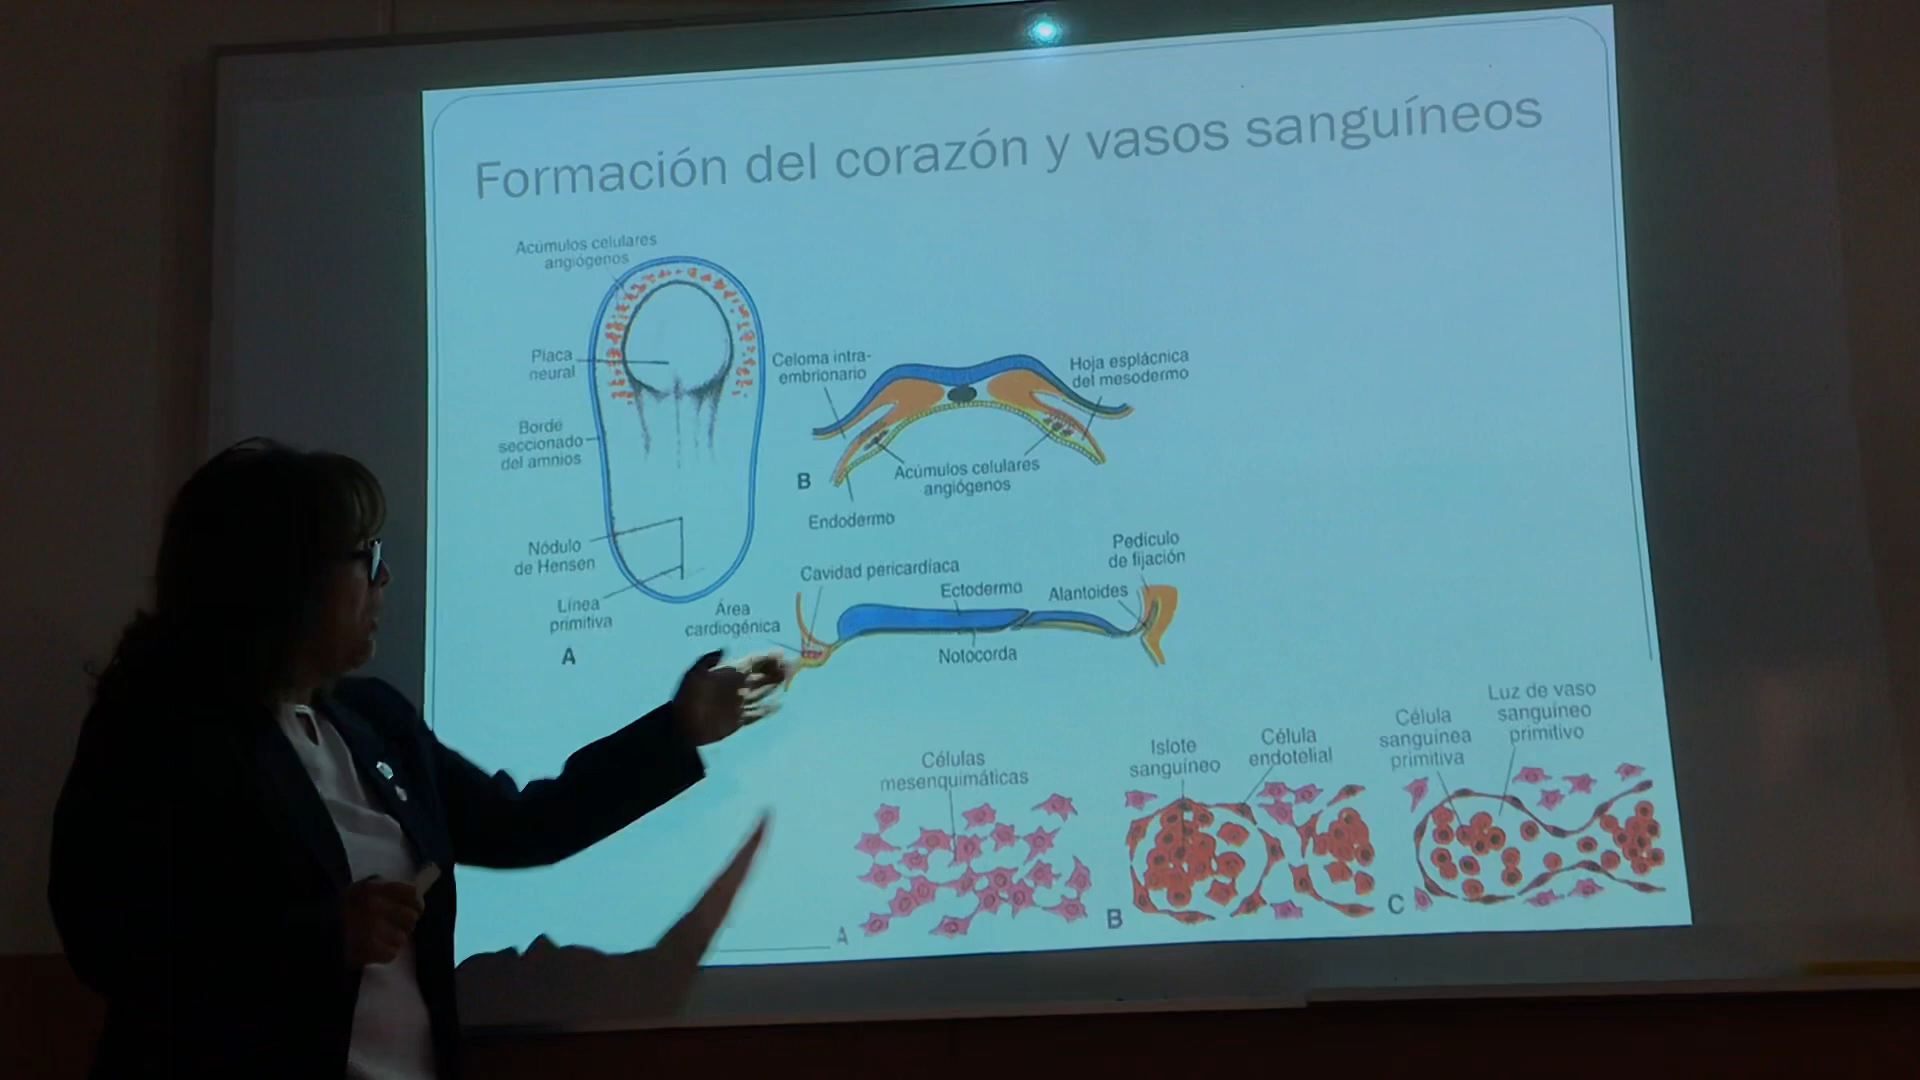 Formación del corazón y vasos sanguíneos
Acúmulos celulares
angiógenos
Placa
neural
Borde
seccionado
del amnios
Nódulo
de Hensen
Línea
primitiva
A
Celoma intra-
embrionario
Hoja esplácnica
del mesodermo
Acúmulos celulares
angiógenos
B
Endodermo
Cavidad pericardíaca
Ectodermo
Alantoides
Pedículo
de fijación
Área
cardiogénica
Notocorda
Células
mesenquimáticas
A
Islote
sanguíneo
Célula
endotelial
B
Célula
sanguínea
primitiva
Luz de vaso
sanguíneo
primitivo
C